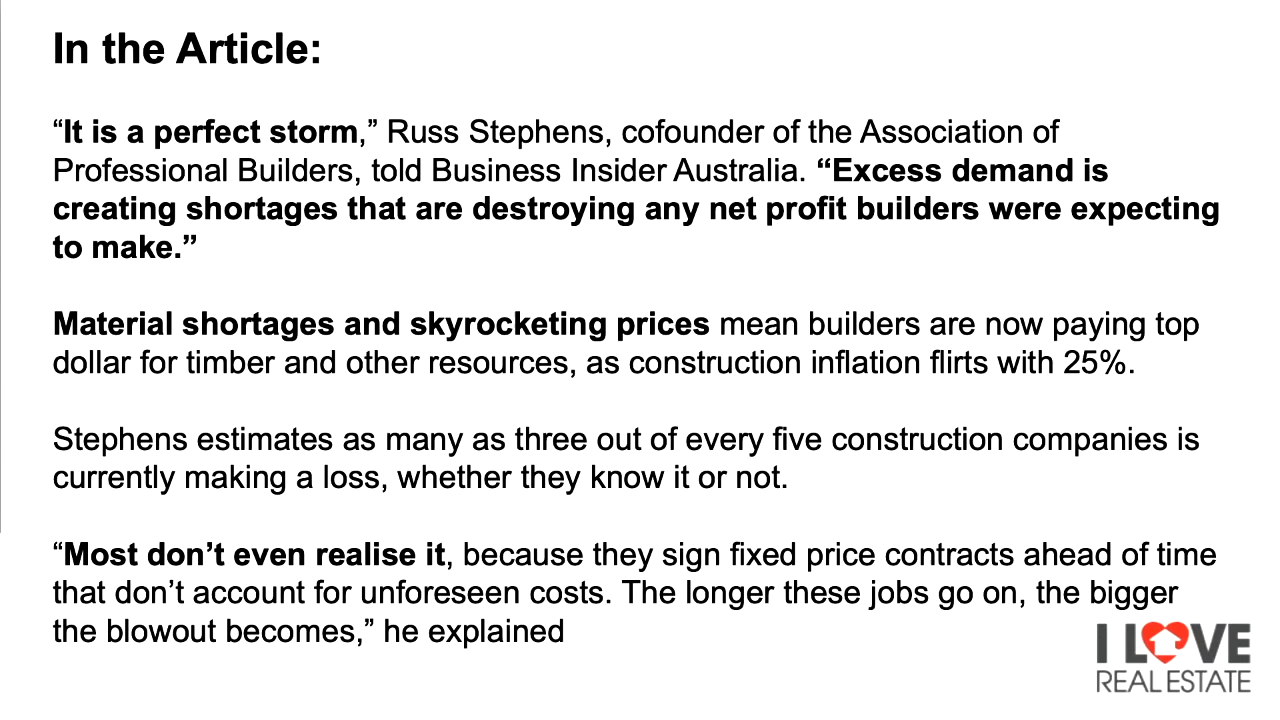 In the Article:
“It is a perfect storm,” Russ Stephens, cofounder of the Association of
Professional Builders, told Business Insider Australia. “Excess demand is
creating shortages that are destroying any net profit builders were expecting
to make.”
Material shortages and skyrocketing prices mean builders are now paying top
dollar for timber and other resources, as construction inflation flirts with 25%.
Stephens estimates as many as three out of every five construction companies is
currently making a loss, whether they know it or not.
“Most don’t even realise it, because they sign fixed price contracts ahead of time
that don’t account for unforeseen costs. The longer these jobs go on, the bigger
the blowout becomes,” he explained
I LOVE
REAL ESTATE